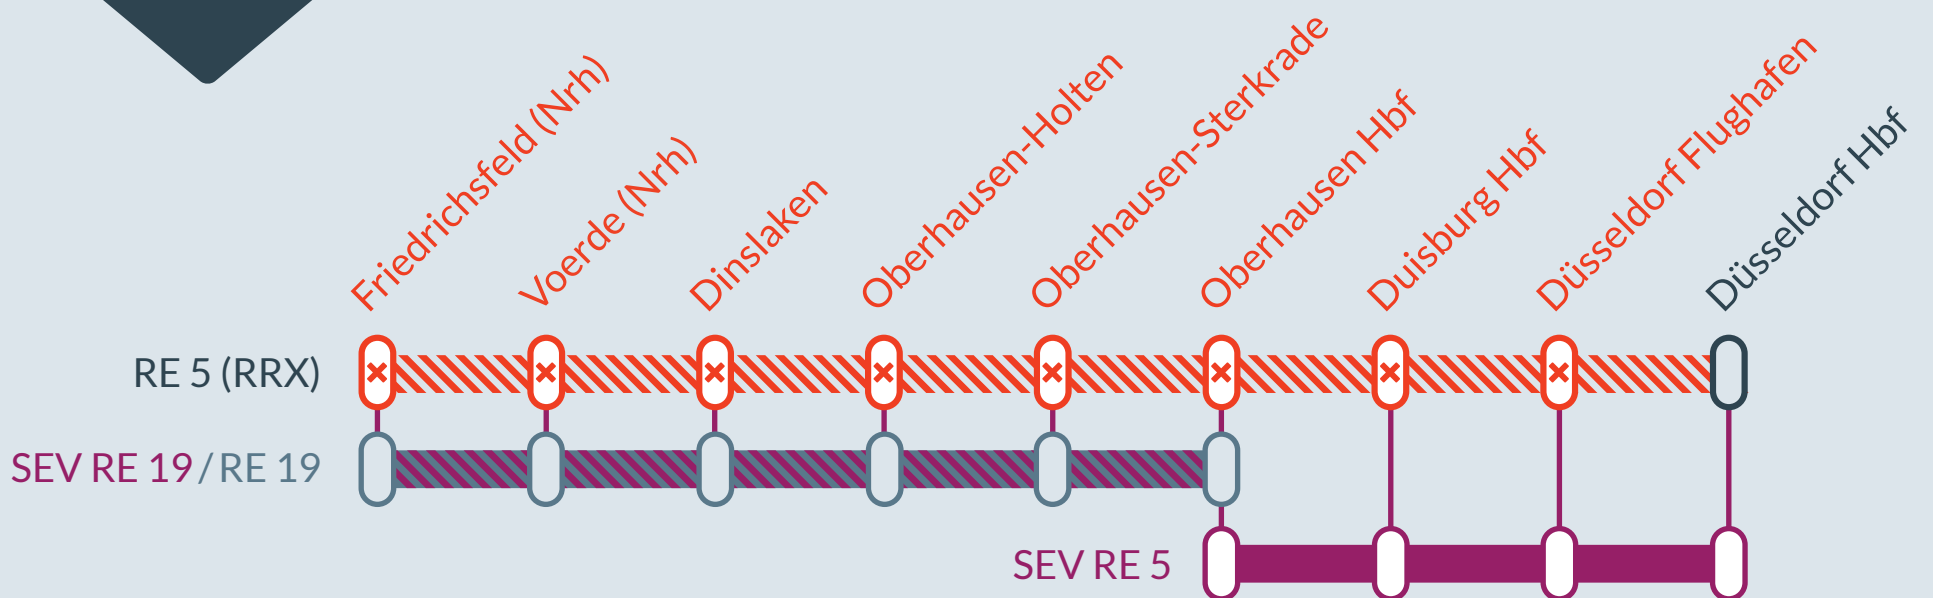 Friedrichsfeld (Nrh)
Voerde (Nrh)
Dinslaken
Oberhausen-Holten
Oberhausen-Sterkrade
Oberhausen Hbf
Duisburg Hbf
Düsseldorf Flughafen
Düsseldorf Hbf
RE 5 (RRX)
SEV RE 19/RE 19
SEV RE 5